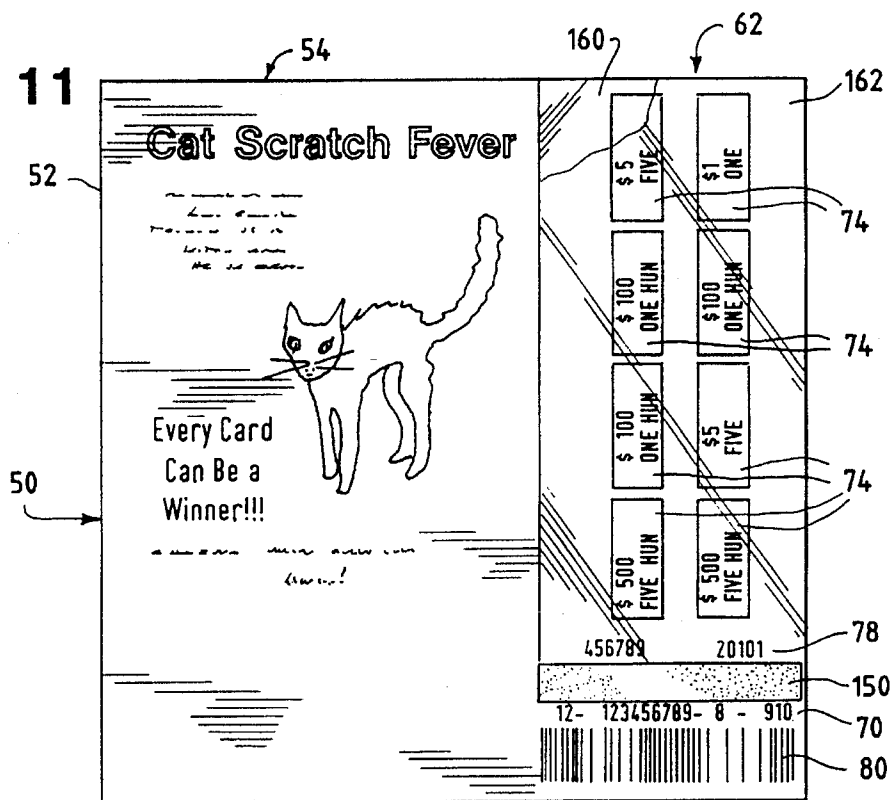 11
54
160
62
162
52
Cat Scratch Fever
$5
FIVE
$1
ONE
74
$100
ONE HUN
$100
ONE HUN
74
Every Card
Can Be a
Winner!!!
50
$100
ONE HUN
$5
FIVE
74
$500
FIVE HUN
$500
FIVE HUN
456789 20101
78
150
12- 123456789- 8 - 910
70
80